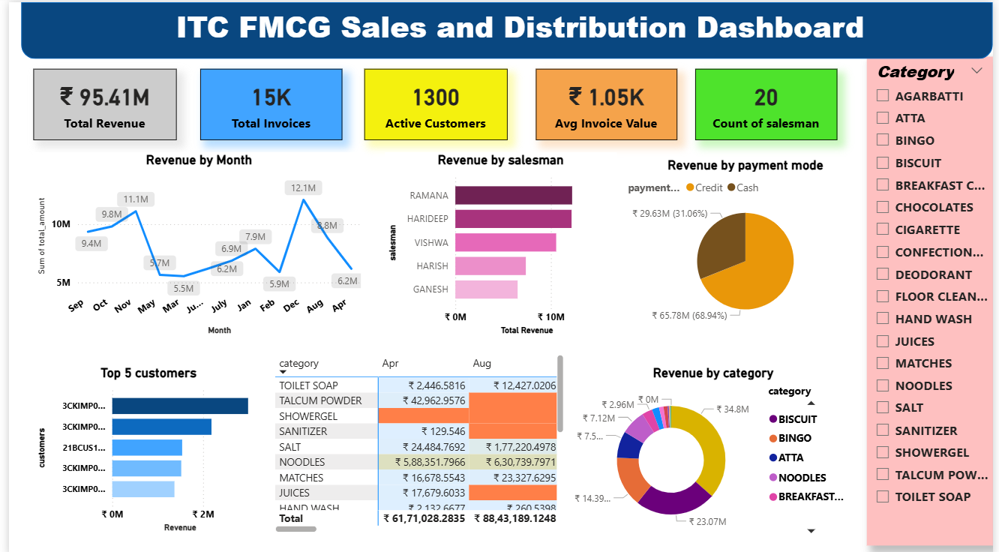 ITC FMCG Sales and Distribution Dashboard
₹ 95.41M
Total Revenue
15K
Total Invoices
1300
Active Customers
₹ 1.05K
Avg Invoice Value
20
Count of salesman
Revenue by Month
Sum of total_amount
10M
5M
9.4M
9.8M
11.1M
5.7M
5.5M
6.2M
6.9M
7.9M
5.9M
12.1M
8.8M
6.2M
Sep Oct Nov May Mar Ju... July Jan Feb Dec Aug Apr
Month
Revenue by salesman
salesman
RAMANA
HARIDEEP
VISHWA
HARISH
GANESH
₹ 0M ₹ 10M
Total Revenue
Revenue by payment mode
payment... Credit Cash
₹ 29.63M (31.06%)
₹ 65.78M (68.94%)
Top 5 customers
customers
3CKIMP0...
3CKIMP0...
21BCUS1...
3CKIMP0...
3CKIMP0...
₹ 0M ₹ 2M
Revenue
category Apr Aug
TOILET SOAP ₹ 2,446.5816 ₹ 12,427.0206
TALCUM POWDER ₹ 42,962.9576
SHOWERGEL
SANITIZER ₹ 129.546
SALT ₹ 24,484.7692 ₹ 1,77,220.4978
NOODLES ₹ 5,88,351.7966 ₹ 6,30,739.7971
MATCHES ₹ 16,678.5543 ₹ 23,327.6295
JUICES ₹ 17,679.6033
HAND WASH ₹ 2,132.6677 ₹ 260.5398
Total ₹ 61,71,028.2835 ₹ 88,43,189.1248
Revenue by category
₹ 0M
₹ 2.96M
₹ 7.12M
₹ 7.5...
₹ 14.39...
₹ 23.07M
₹ 34.8M
category
BISCUIT
BINGO
ATTA
NOODLES
BREAKFAST...
Category
AGARBATTI
ATTA
BINGO
BISCUIT
BREAKFAST C...
CHOCOLATES
CIGARETTE
CONFECTION...
DEODORANT
FLOOR CLEAN...
HAND WASH
JUICES
MATCHES
NOODLES
SALT
SANITIZER
SHOWERGEL
TALCUM POW...
TOILET SOAP